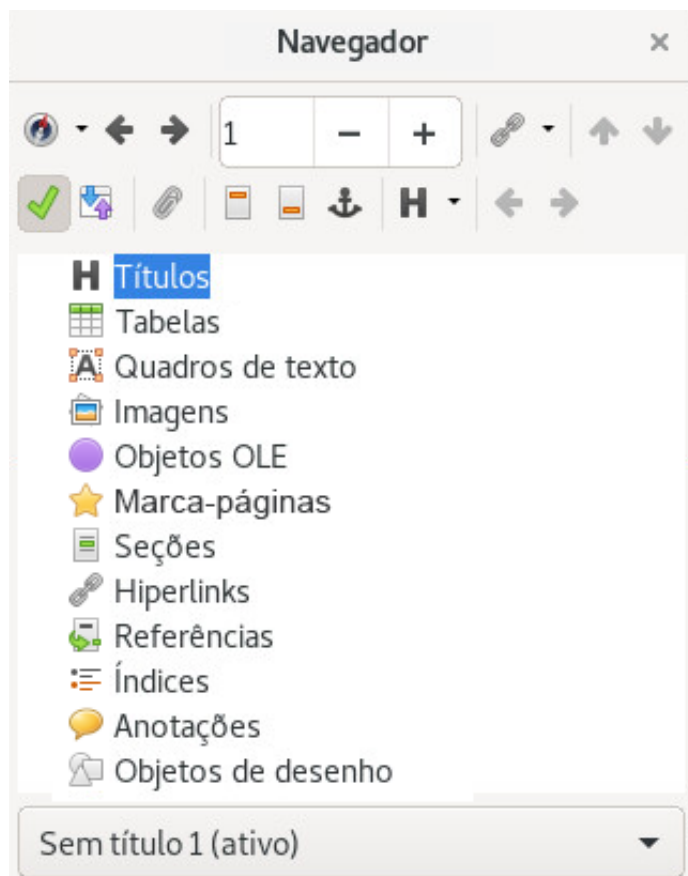 Navegador
1
H
Títulos
Tabelas
Quadros de texto
Imagens
Objetos OLE
Marca-páginas
Seções
Hiperlinks
Referências
Índices
Anotações
Objetos de desenho
Sem título 1 (ativo)